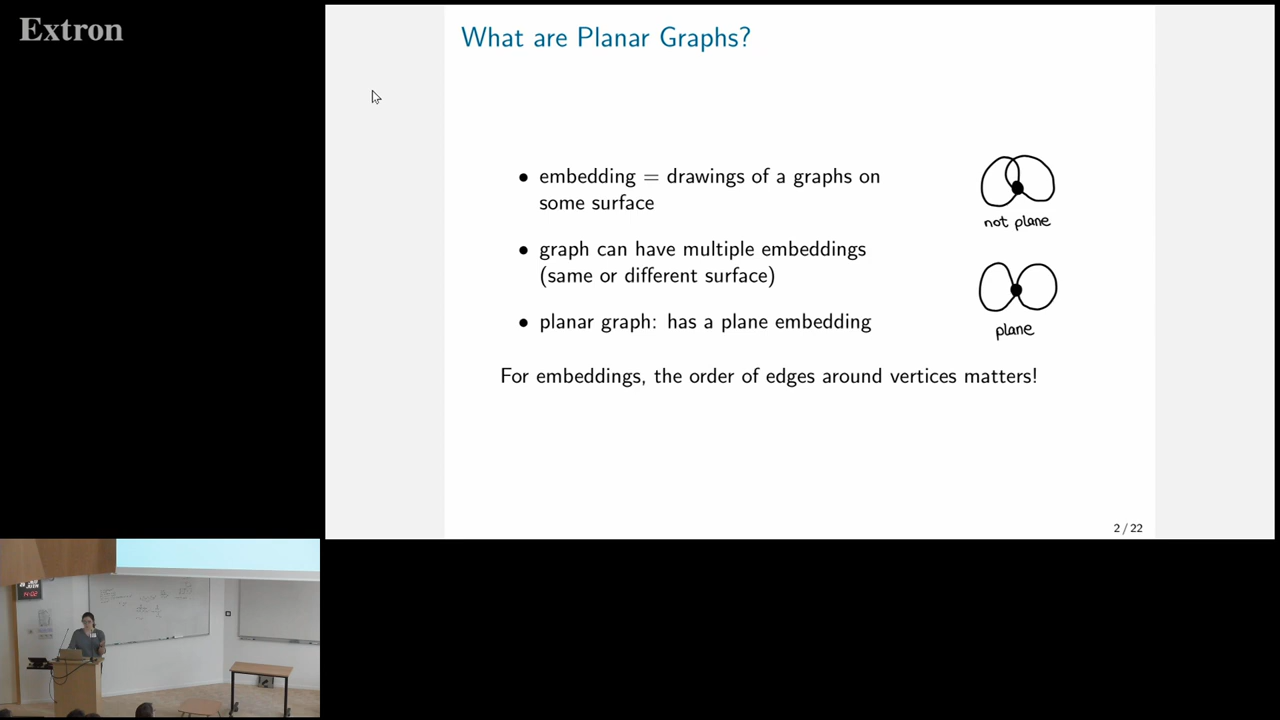 Extron
What are Planar Graphs?
• embedding = drawings of a graphs on
some surface
not plane
• graph can have multiple embeddings
(same or different surface)
• planar graph: has a plane embedding
plane
For embeddings, the order of edges around vertices matters!
2 / 22
14:02